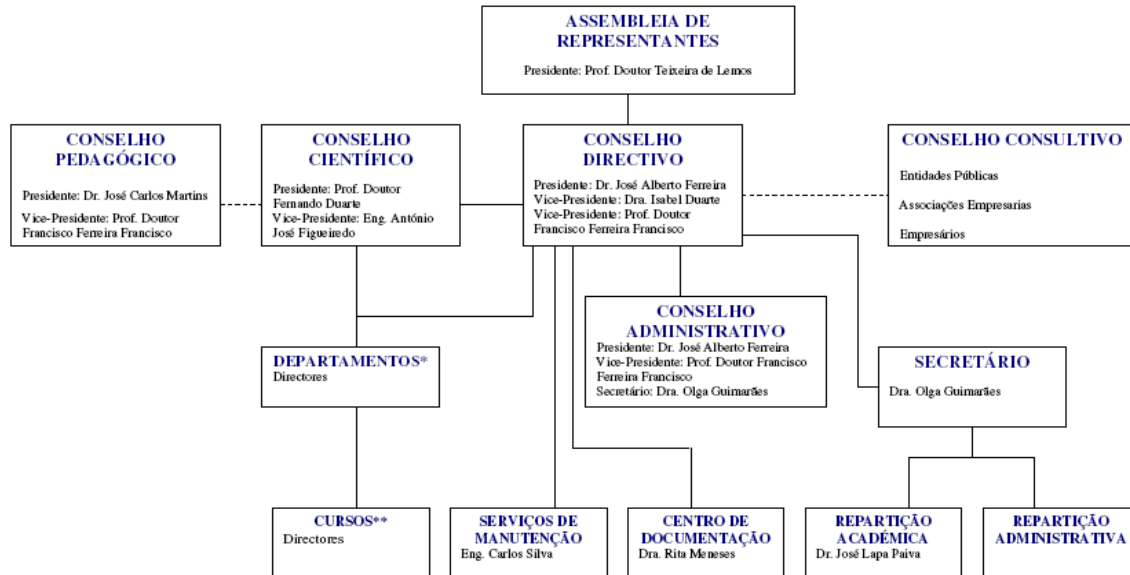 ASSEMBLEIA DE
REPRESENTANTES
Presidente: Prof. Doutor Teixeira de Lemos
CONSELHO
PEDAGÓGICO
Presidente: Dr. José Carlos Martins
Vice-Presidente: Prof. Doutor
Francisco Ferreira Francisco
CONSELHO
CIENTÍFICO
Presidente: Prof. Doutor
Fernando Duarte
Vice-Presidente: Eng. António
José Figueiredo
CONSELHO
DIRECTIVO
Presidente: Dr. José Alberto Ferreira
Vice-Presidente: Dra. Isabel Duarte
Vice-Presidente: Prof. Doutor
Francisco Ferreira Francisco
CONSELHO CONSULTIVO
Entidades Públicas
Associações Empresarias
Empresários
CONSELHO
ADMINISTRATIVO
Presidente: Dr. José Alberto Ferreira
Vice-Presidente: Prof. Doutor Francisco
Ferreira Francisco
Secretário: Dra. Olga Guimarães
DEPARTAMENTOS*
Directores
SECRETÁRIO
Dra. Olga Guimarães
CURSOS**
Directores
SERVIÇOS DE
MANUTENÇÃO
Eng. Carlos Silva
CENTRO DE
DOCUMENTAÇÃO
Dra. Rita Meneses
REPARTIÇÃO
ACADÉMICA
Dr. José Lapa Paiva
REPARTIÇÃO
ADMINISTRATIVA